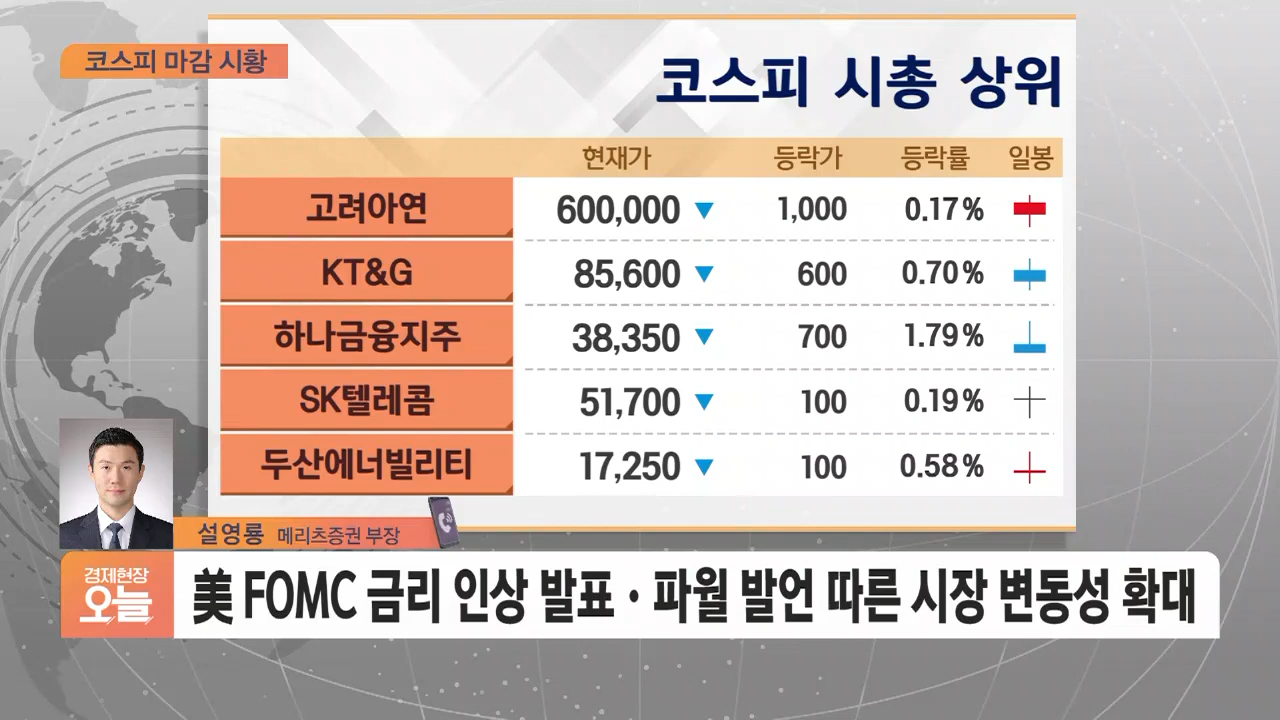 코스피 마감 시황
코스피 시총 상위
현재가 등락가 등락률 일봉
고려아연 600,000 ▼ 1,000 0.17%
KT&G 85,600 ▼ 600 0.70%
하나금융지주 38,350 ▼ 700 1.79%
SK텔레콤 51,700 ▼ 100 0.19%
두산에너빌리티 17,250 ▼ 100 0.58%
설영룡 메리츠증권 부장
경제현장
오늘
美 FOMC 금리 인상 발표·파월 발언 따른 시장 변동성 확대